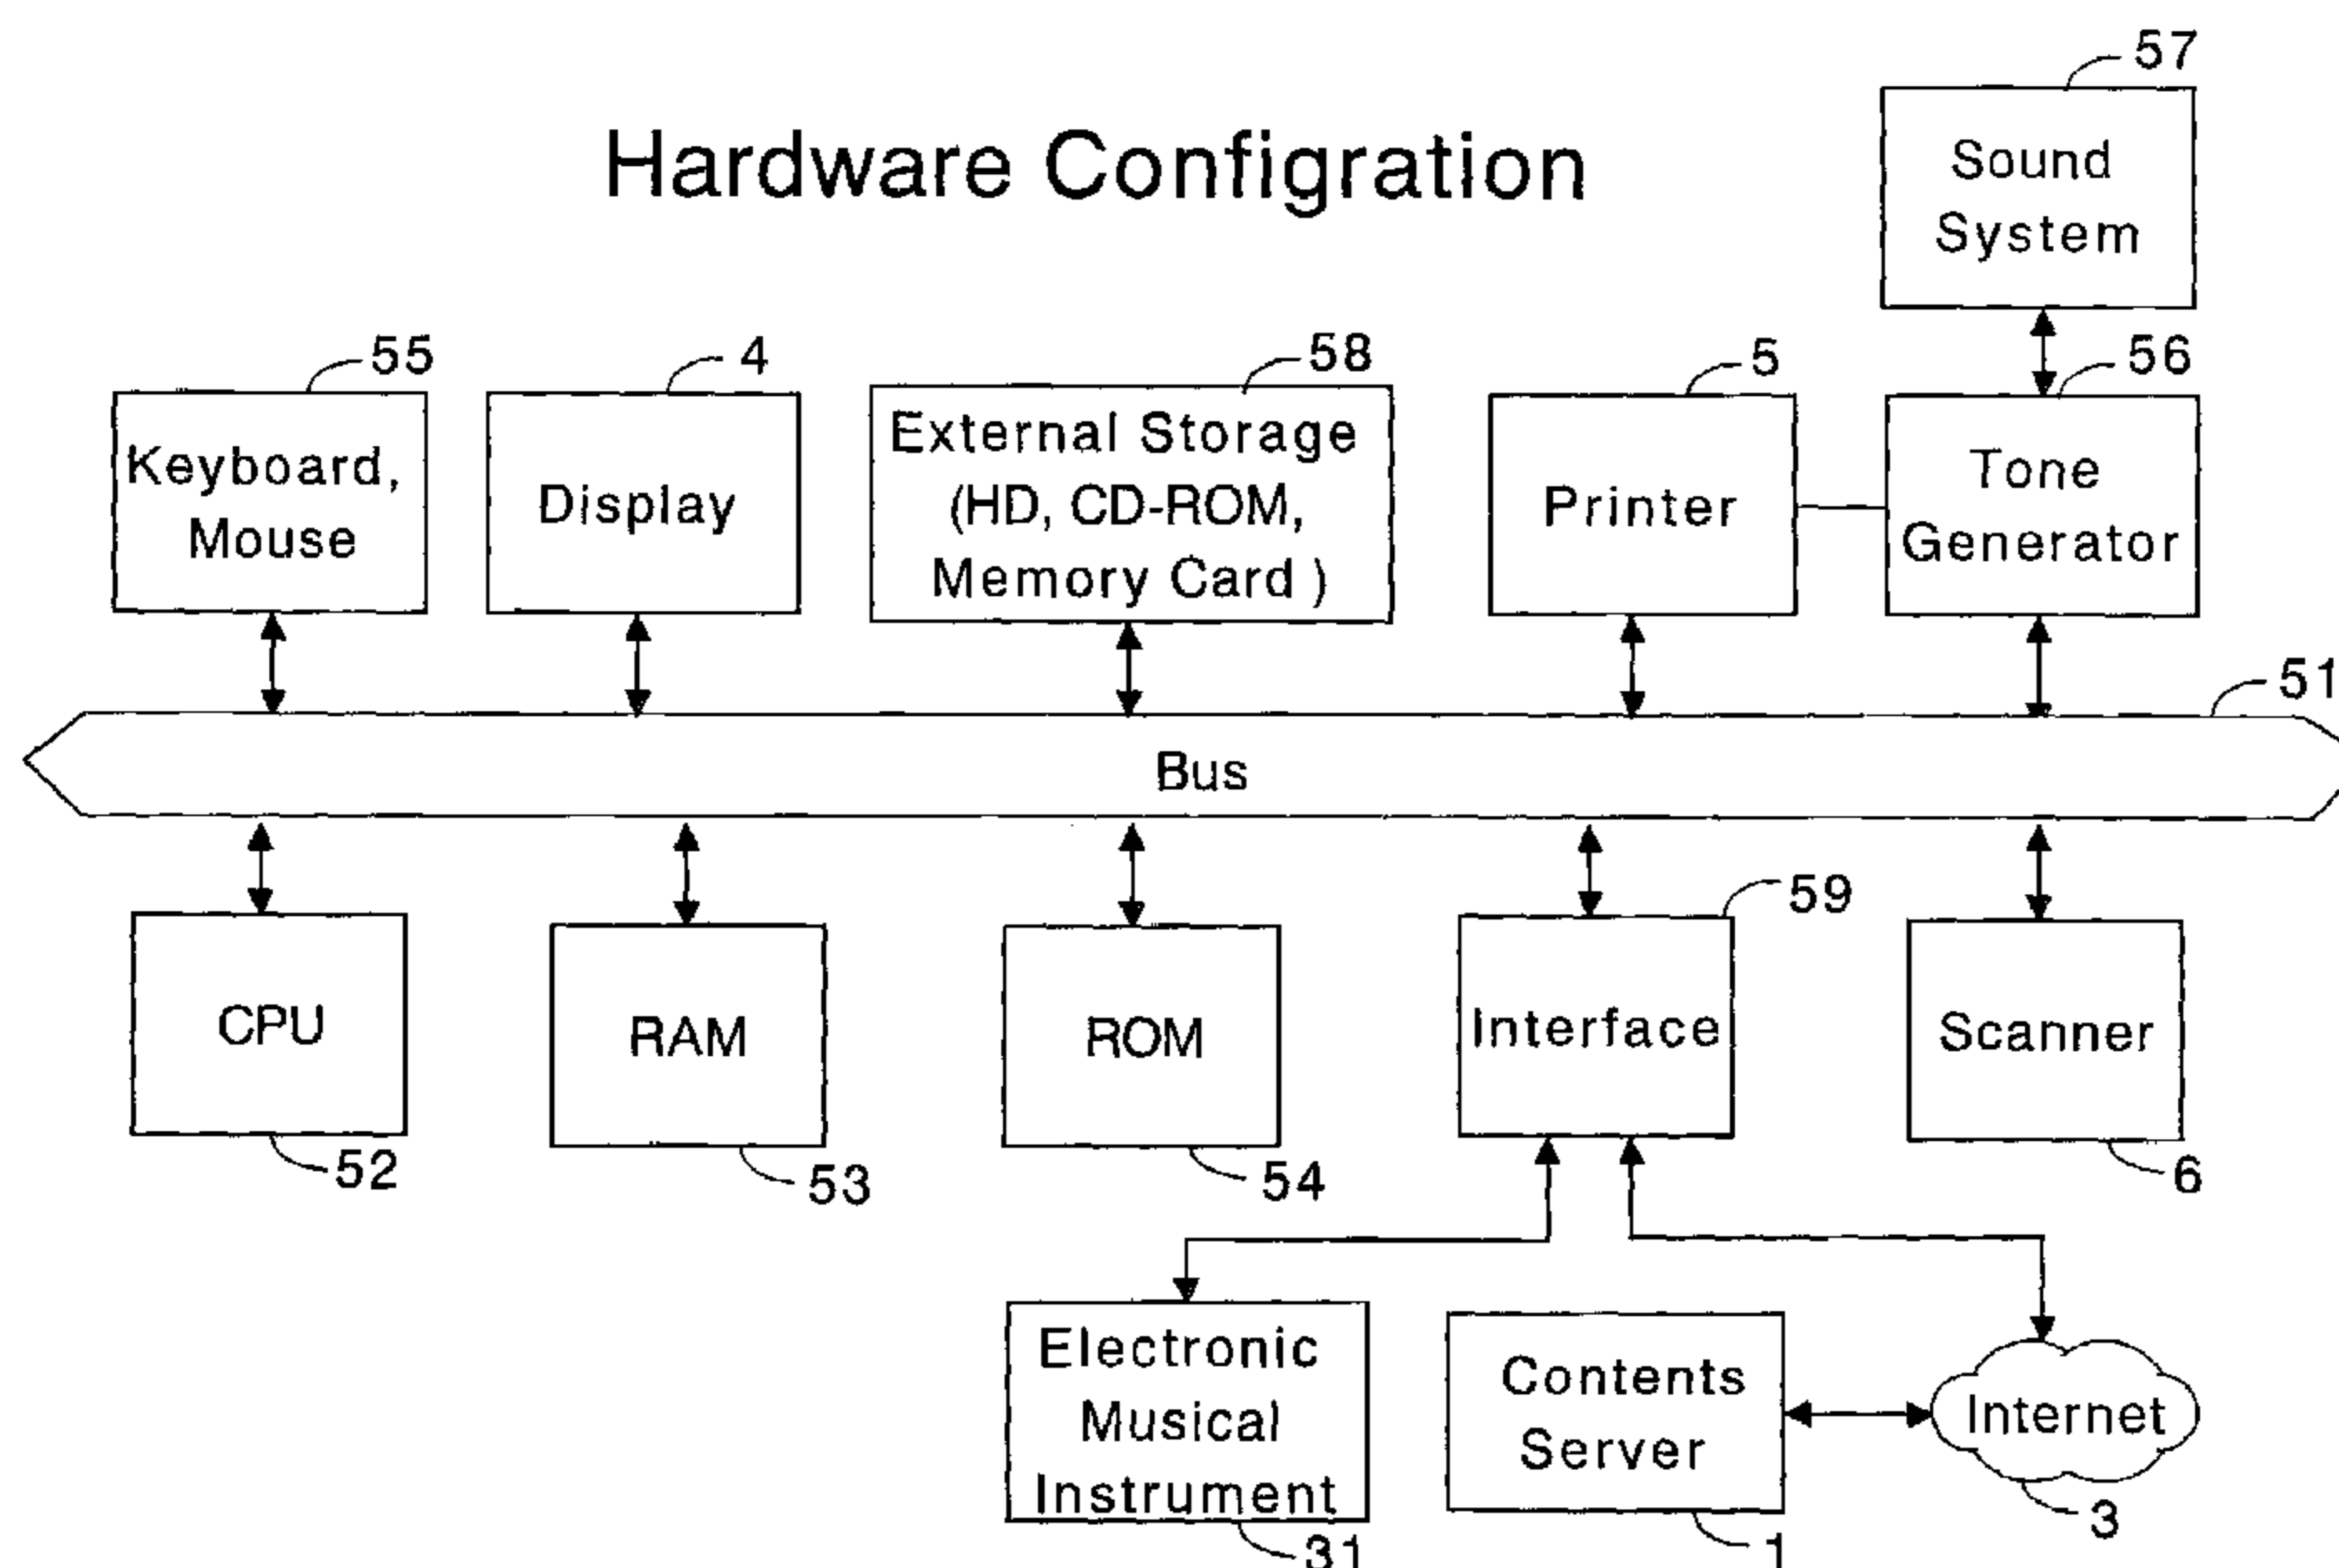 57
Hardware Configration
Sound
System
55
4
58
5
56
Keyboard,
Mouse
Display
External Storage
(HD, CD-ROM,
Memory Card )
Printer
Tone
Generator
51
Bus
59
CPU
RAM
ROM
Interface
Scanner
52
53
54
6
Electronic
Musical
Instrument
Contents
Server
Internet
31
1
3